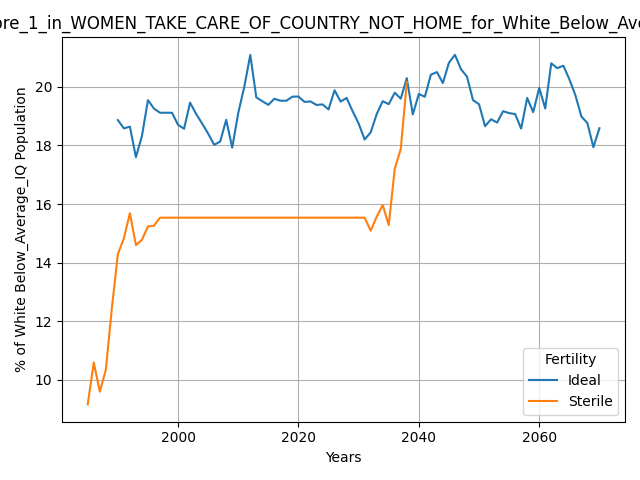 ore_1_in_WOMEN_TAKE_CARE_OF_COUNTRY_NOT_HOME_for_White_Below_Ave
% of White Below_Average_IQ Population
20
18
16
14
12
10
2000 2020 2040 2060
Years
Fertility
Ideal
Sterile